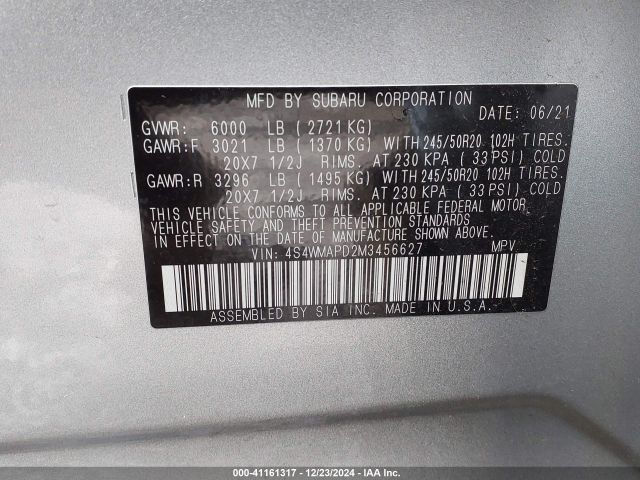 MFD BY SUBARU CORPORATION
DATE: 06/21
GVWR: 6000 LB ( 2721 KG)
GAWR:F 3021 LB ( 1370 KG) WITH 245/50R20 102H TIRES.
20X7 1/2J RIMS. AT 230 KPA ( 33 PSI) COLD
GAWR:R 3296 LB ( 1495 KG) WITH 245/50R20 102H TIRES.
20X7 1/2J RIMS. AT 230 KPA ( 33 PSI) COLD
THIS VEHICLE CONFORMS TO ALL APPLICABLE FEDERAL MOTOR
VEHICLE SAFETY AND THEFT PREVENTION STANDARDS
IN EFFECT ON THE DATE OF MANUFACTURE SHOWN ABOVE.
VIN: 4S4WMAPD2M3456627 MPV
ASSEMBLED BY SIA INC. MADE IN U.S.A.
000-41161317 - 12/23/2024 - IAA Inc.